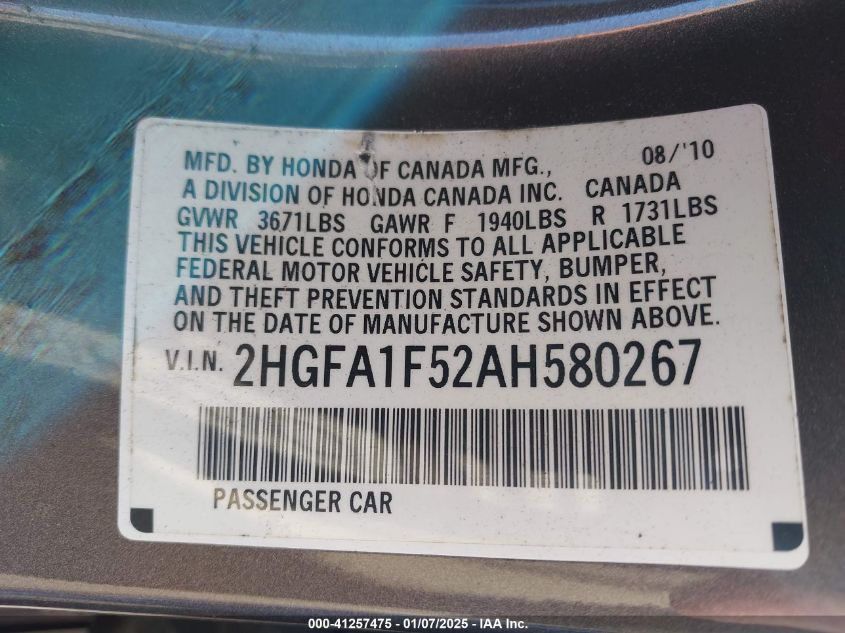 MFD. BY HONDA OF CANADA MFG., 08/'10
A DIVISION OF HONDA CANADA INC. CANADA
GVWR 3671LBS GAWR F 1940LBS R 1731LBS
THIS VEHICLE CONFORMS TO ALL APPLICABLE
FEDERAL MOTOR VEHICLE SAFETY, BUMPER,
AND THEFT PREVENTION STANDARDS IN EFFECT
ON THE DATE OF MANUFACTURE SHOWN ABOVE.
V.I.N. 2HGFA1F52AH580267
PASSENGER CAR
000-41257475 - 01/07/2025 - IAA Inc.